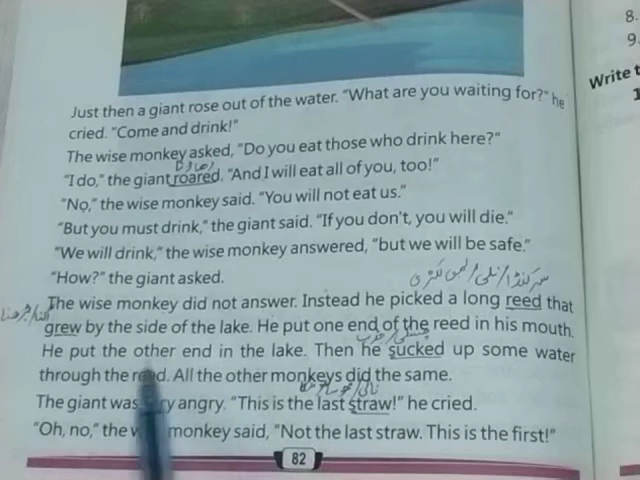 Just then a giant rose out of the water. "What are you waiting for?" he
cried. "Come and drink!"
The wise monkey asked, "Do you eat those who drink here?"
"I do," the giant roared. "And I will eat all of you, too!"
"No," the wise monkey said. "You will not eat us."
"But you must drink," the giant said. "If you don't, you will die."
"We will drink," the wise monkey answered, "but we will be safe."
"How?" the giant asked.
The wise monkey did not answer. Instead he picked a long reed that
grew by the side of the lake. He put one end of the reed in his mouth.
He put the other end in the lake. Then he sucked up some water
through the reed. All the other monkeys did the same.
The giant was angry. "This is the last straw!" he cried.
"Oh, no," the monkey said, "Not the last straw. This is the first!"
82
8.
9.
Write
1